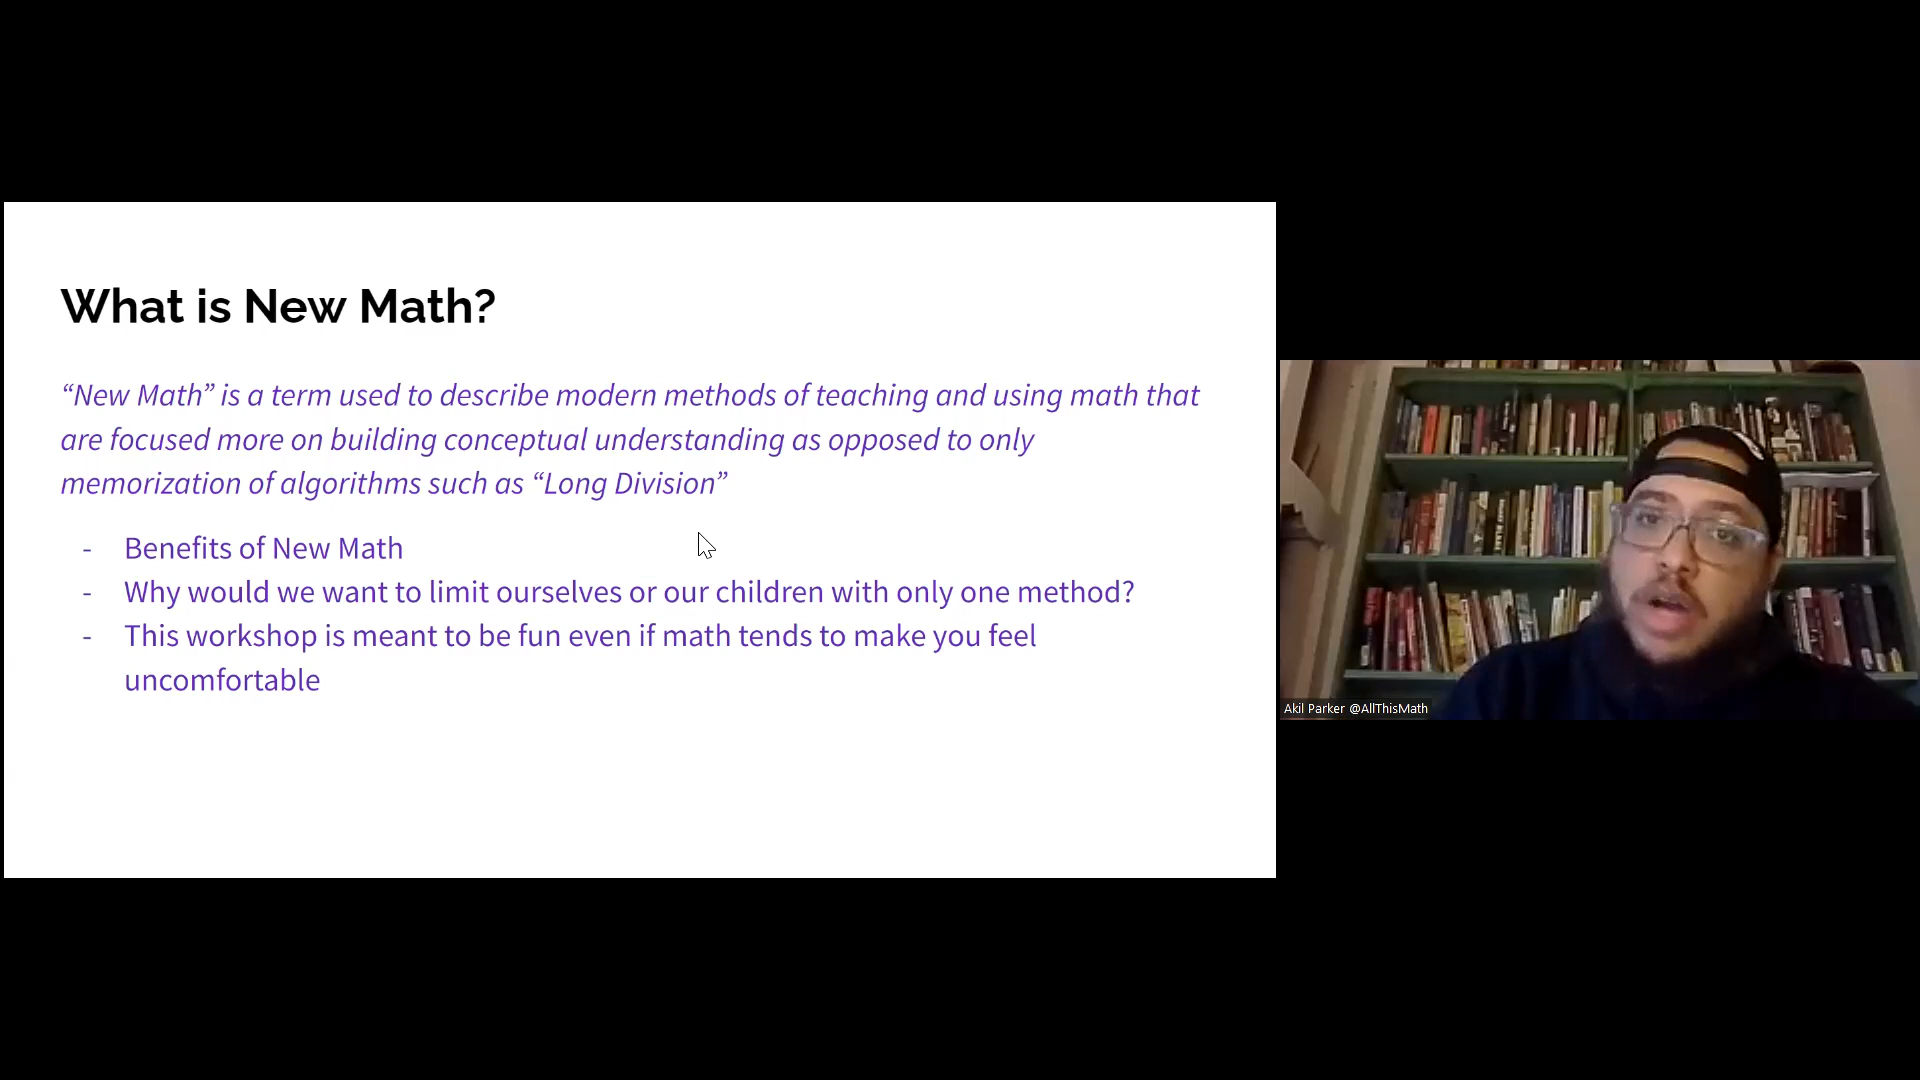 What is New Math?
“New Math” is a term used to describe modern methods of teaching and using math that
are focused more on building conceptual understanding as opposed to only
memorization of algorithms such as “Long Division”
- Benefits of New Math
- Why would we want to limit ourselves or our children with only one method?
- This workshop is meant to be fun even if math tends to make you feel
uncomfortable
Akil Parker @AllThisMath